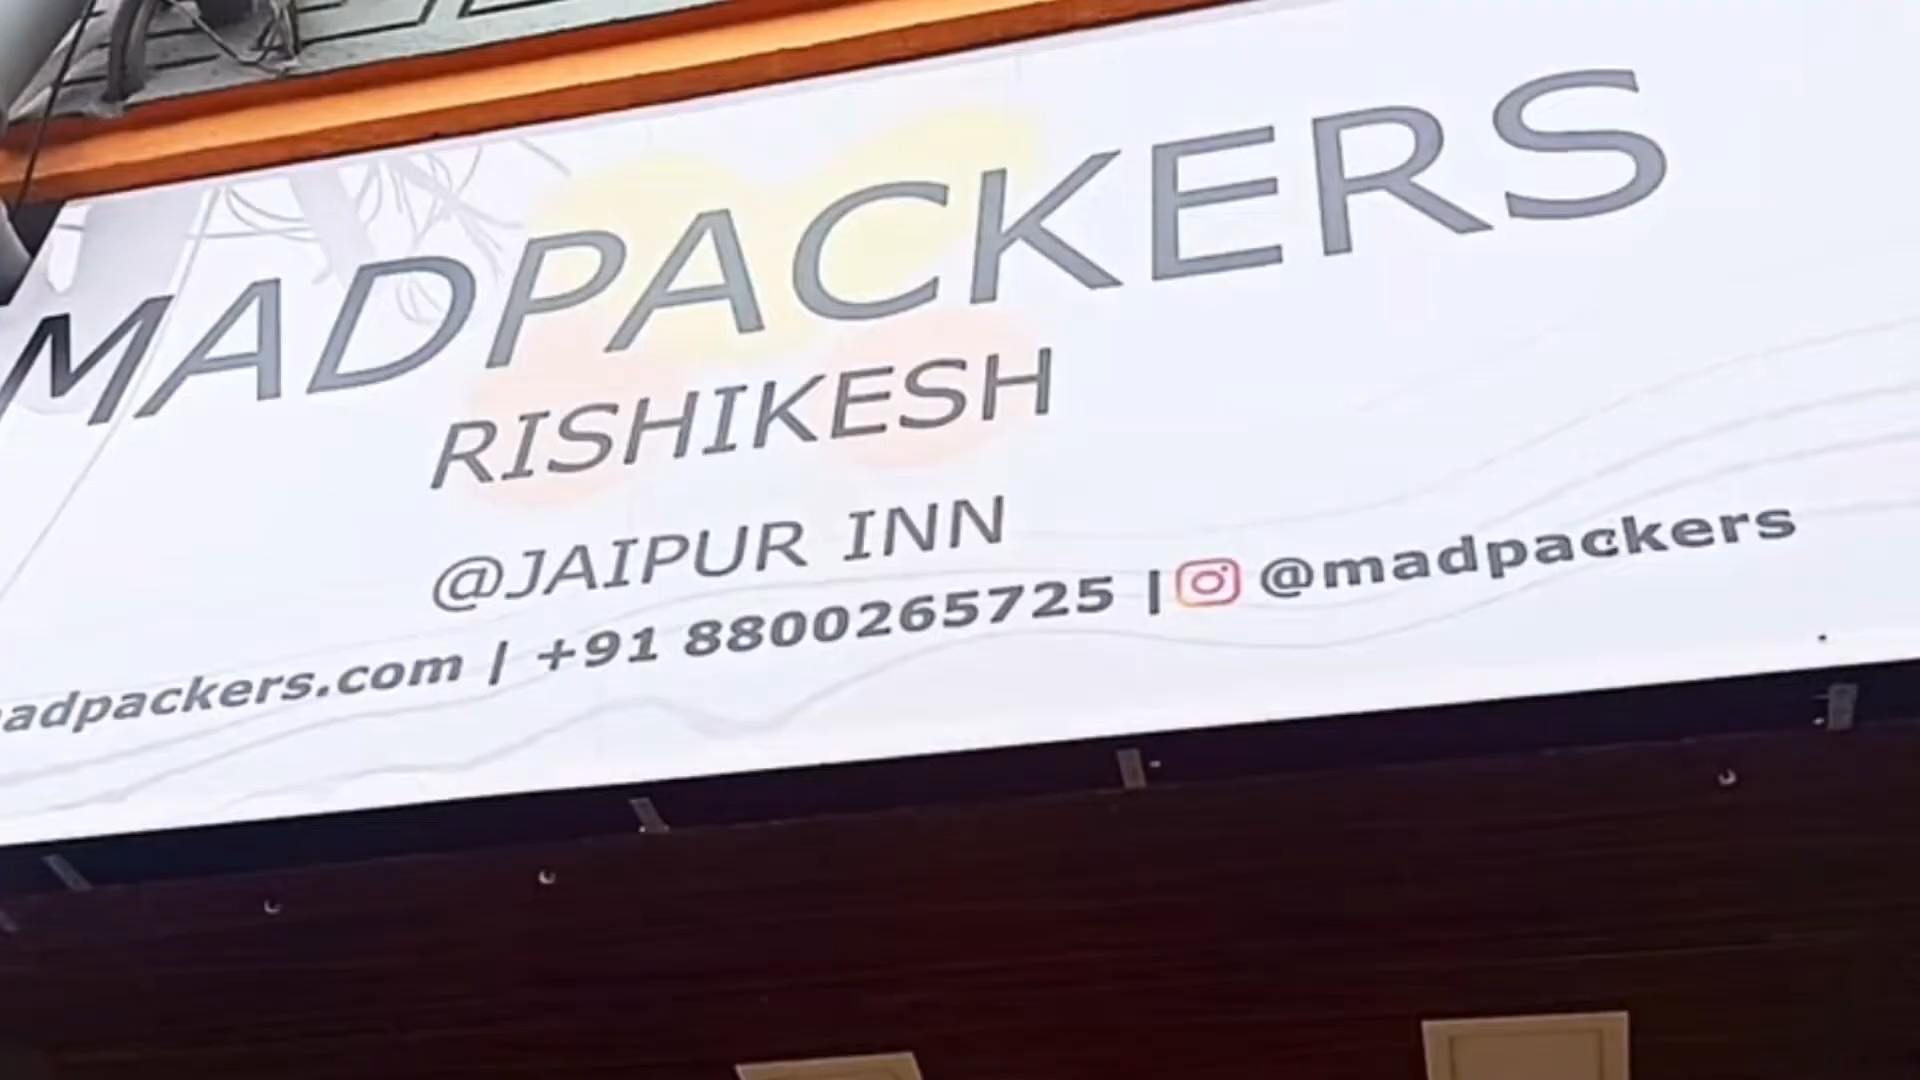 MADPACKERS
RISHIKESH
@JAIPUR INN
adpackers.com | +91 8800265725 | @madpackers